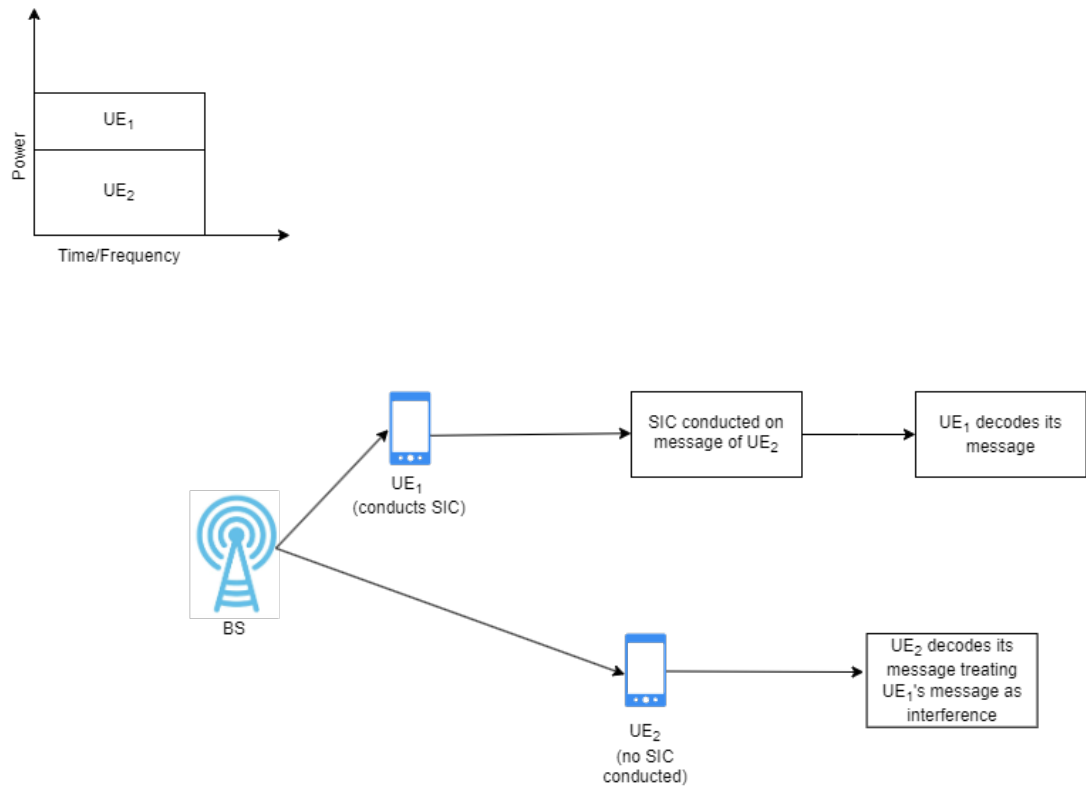 Power
UE₁
UE₂
Time/Frequency
UE₁
(conducts SIC)
SIC conducted on
message of UE₂
UE₁ decodes its
message
BS
UE₂
(no SIC
conducted)
UE₂ decodes its
message treating
UE₁'s message as
interference